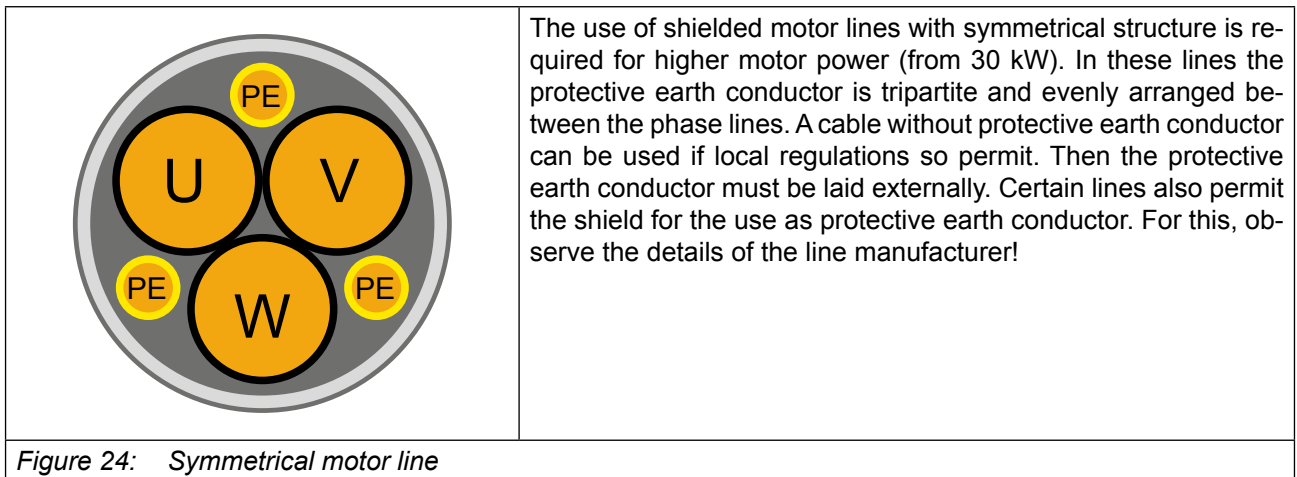 PE
U V
PE PE
W
The use of shielded motor lines with symmetrical structure is re-
quired for higher motor power (from 30 kW). In these lines the
protective earth conductor is tripartite and evenly arranged be-
tween the phase lines. A cable without protective earth conductor
can be used if local regulations so permit. Then the protective
earth conductor must be laid externally. Certain lines also permit
the shield for the use as protective earth conductor. For this, ob-
serve the details of the line manufacturer!
Figure 24: Symmetrical motor line